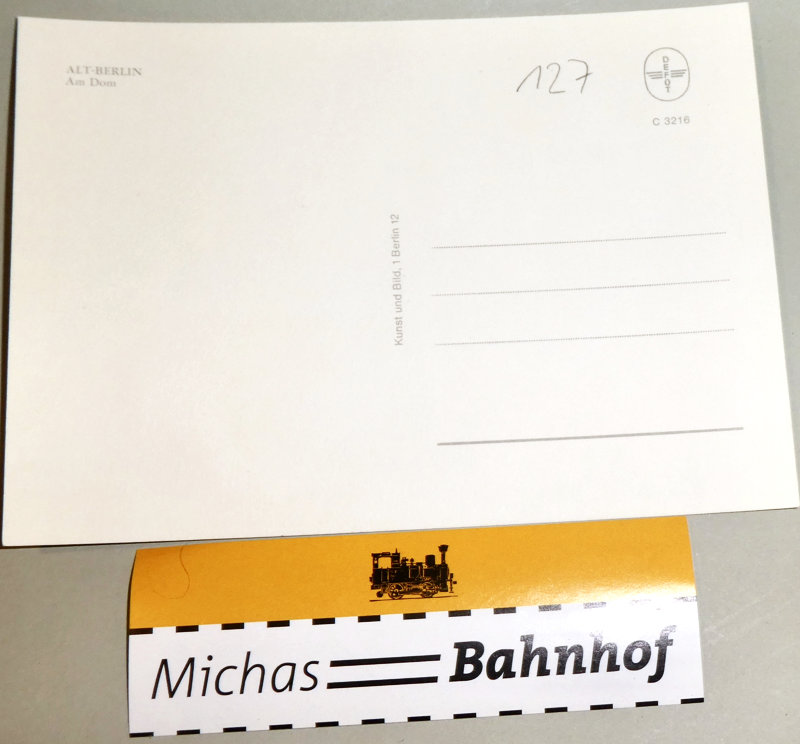 ALT-BERLIN
Am Dom
127
DEFOT
C 3216
Kunst und Bild, 1 Berlin 12
Michas Bahnhof